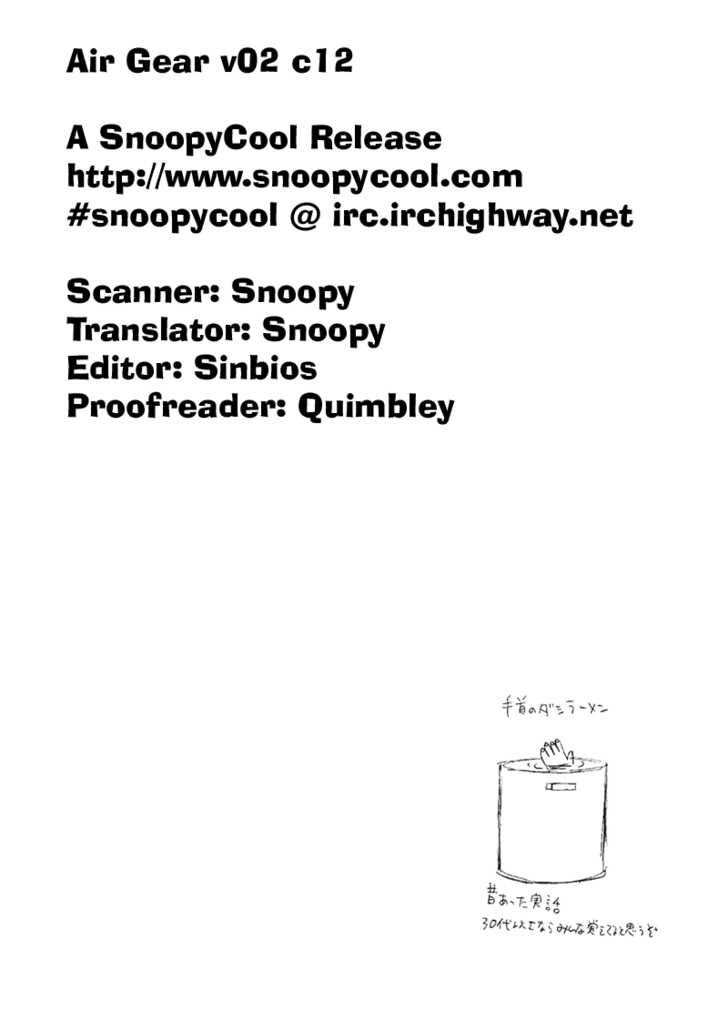 Air Gear v02 c12
A SnoopyCool Release
http://www.snoopycool.com
#snoopycool @ irc.irchighway.net
Scanner: Snoopy
Translator: Snoopy
Editor: Sinbios
Proofreader: Quimbley
手首のダシラーメン
昔あった実話
30代以上ならみんな覚えてると思うぞ